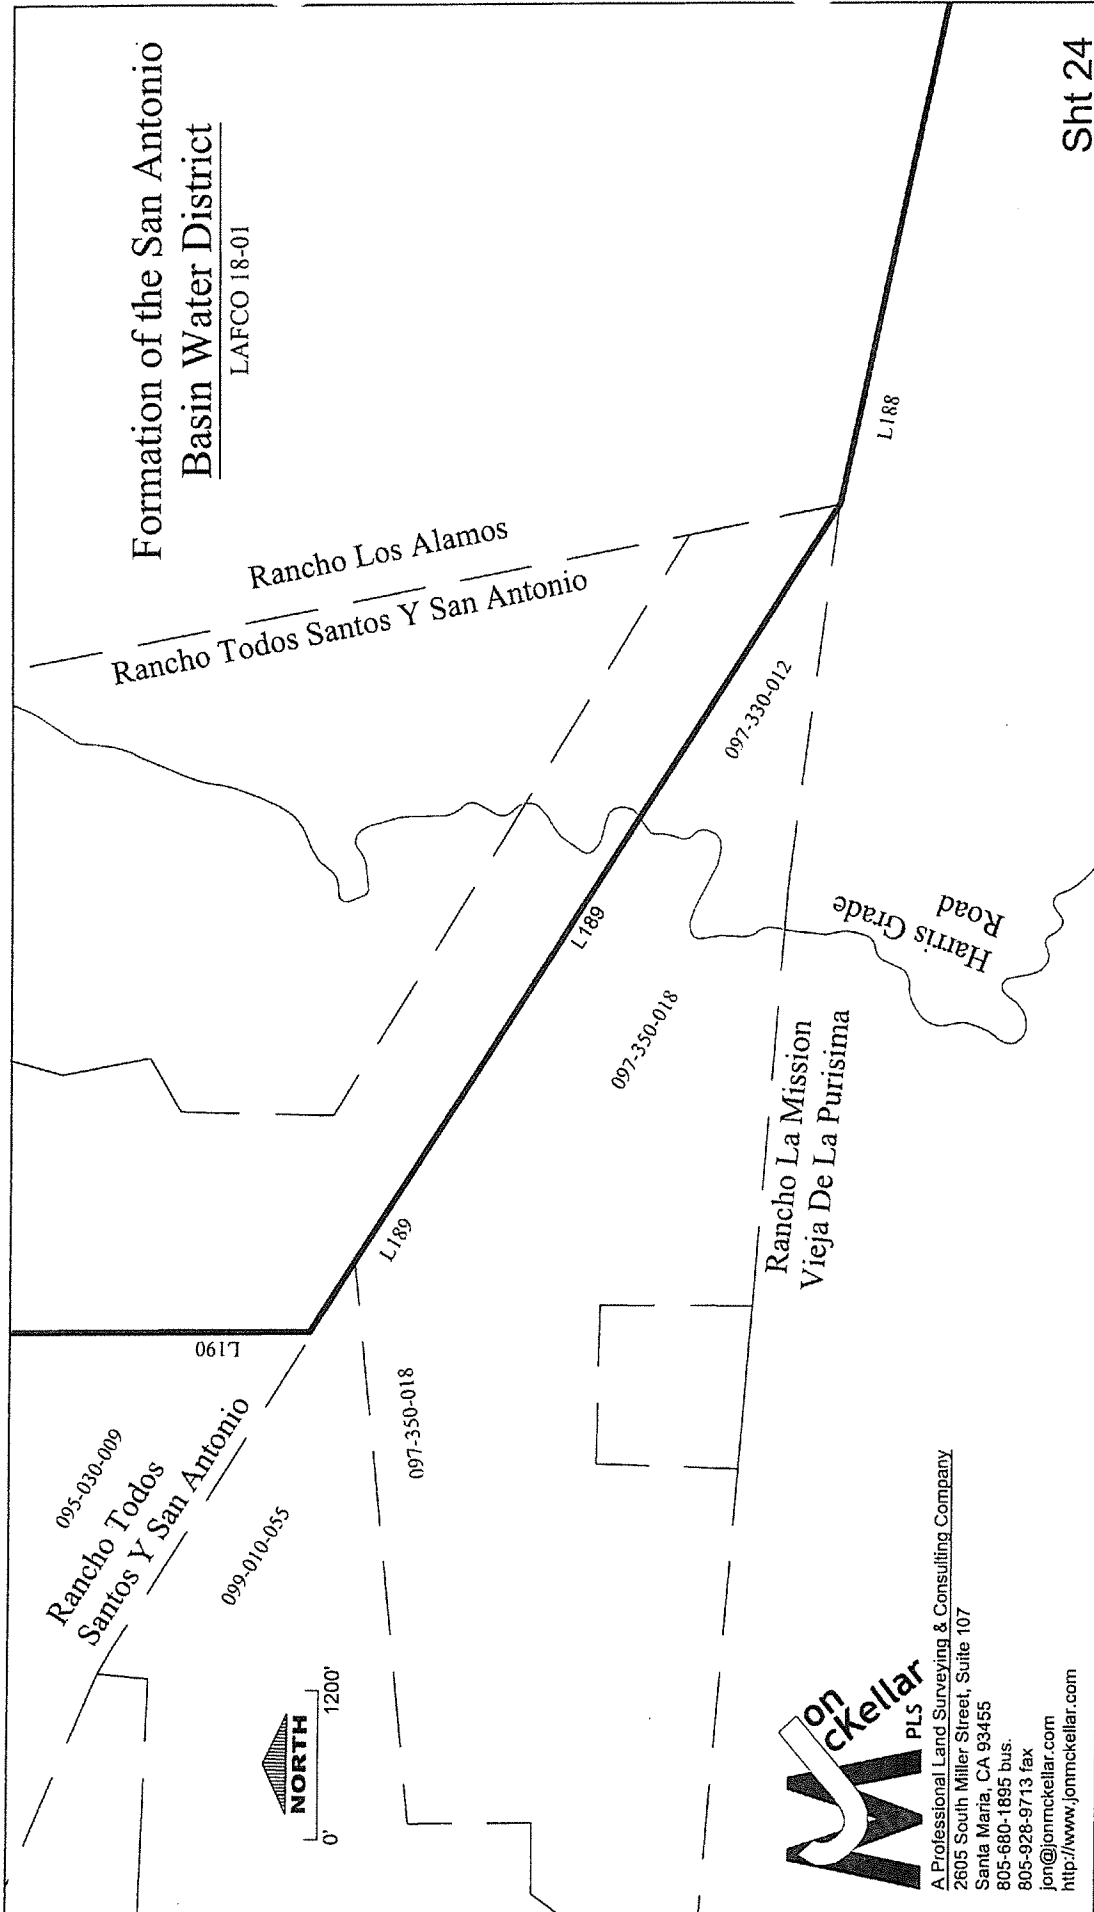 Formation of the San Antonio
Basin Water District
LAFCO 18-01
Rancho Los Alamos
Rancho Todos Santos Y San Antonio
L188
097-330-012
L189
097-350-018
Harris Grade
Road
Rancho La Mission
Vieja De La Purisima
L189
L190
097-350-018
095-030-009
Rancho Todos
Santos Y San Antonio
099-010-055
NORTH
0'
1200'
on
cKellar
PLS
A Professional Land Surveying & Consulting Company
2605 South Miller Street, Suite 107
Santa Maria, CA 93455
805-680-1895 bus.
805-928-9713 fax
jon@jonmckellar.com
http://www.jonmckellar.com
Sht 24